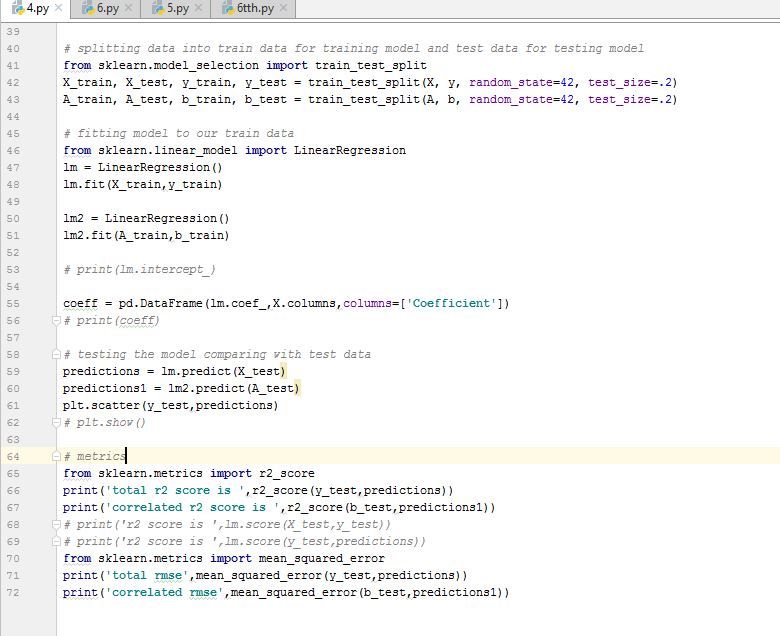 4.py 6.py 5.py 6tth.py
39
40 # splitting data into train data for training model and test data for testing model
41 from sklearn.model_selection import train_test_split
42 X_train, X_test, y_train, y_test = train_test_split(X, y, random_state=42, test_size=.2)
43 A_train, A_test, b_train, b_test = train_test_split(A, b, random_state=42, test_size=.2)
44
45 # fitting model to our train data
46 from sklearn.linear_model import LinearRegression
47 lm = LinearRegression()
48 lm.fit(X_train,y_train)
49
50 lm2 = LinearRegression()
51 lm2.fit(A_train,b_train)
52
53 # print(lm.intercept_)
54
55 coeff = pd.DataFrame(lm.coef_,X.columns,columns=['Coefficient'])
56 # print(coeff)
57
58 # testing the model comparing with test data
59 predictions = lm.predict(X_test)
60 predictions1 = lm2.predict(A_test)
61 plt.scatter(y_test,predictions)
62 # plt.show()
63
64 # metrics
65 from sklearn.metrics import r2_score
66 print('total r2 score is ',r2_score(y_test,predictions))
67 print('correlated r2 score is ',r2_score(b_test,predictions1))
68 # print('r2 score is ',lm.score(X_test,y_test))
69 # print('r2 score is ',lm.score(y_test,predictions))
70 from sklearn.metrics import mean_squared_error
71 print('total rmse',mean_squared_error(y_test,predictions))
72 print('correlated rmse',mean_squared_error(b_test,predictions1))